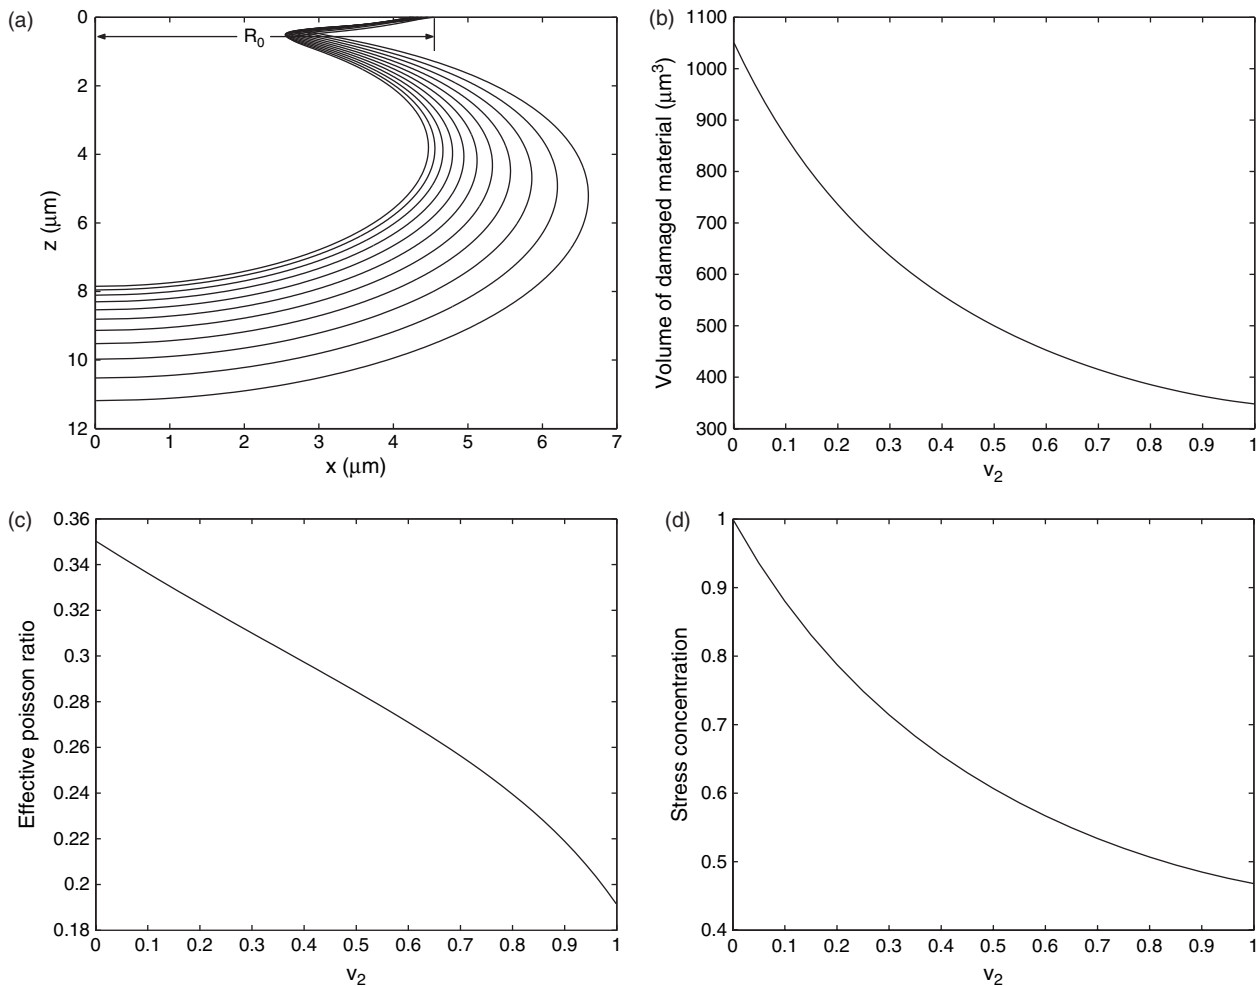 (a)
0
2
4
6
8
10
12
z (μm)
R0
0 1 2 3 4 5 6 7
x (μm)
(b)
1100
1000
900
800
700
600
500
400
300
Volume of damaged material (μm³)
0 0.1 0.2 0.3 0.4 0.5 0.6 0.7 0.8 0.9 1
v2
(c)
0.36
0.34
0.32
0.3
0.28
0.26
0.24
0.22
0.2
0.18
Effective poisson ratio
0 0.1 0.2 0.3 0.4 0.5 0.6 0.7 0.8 0.9 1
v2
(d)
1
0.9
0.8
0.7
0.6
0.5
0.4
Stress concentration
0 0.1 0.2 0.3 0.4 0.5 0.6 0.7 0.8 0.9 1
v2